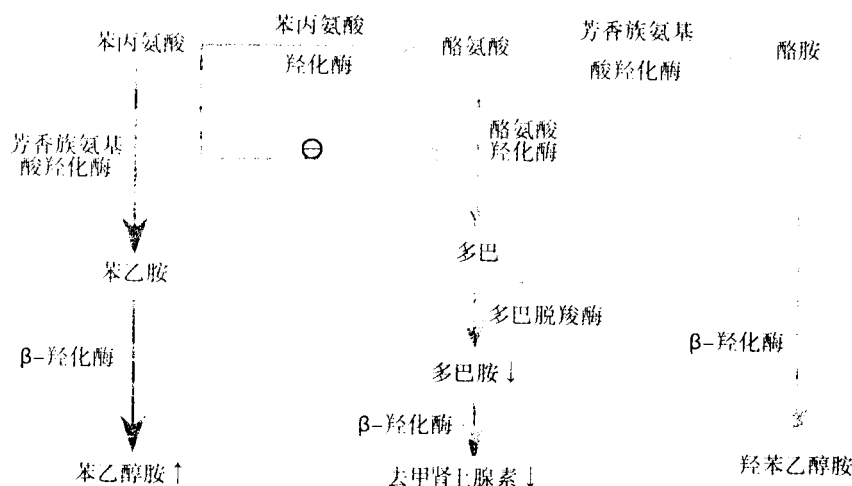 苯丙氨酸
苯丙氨酸
羟化酶
酪氨酸
芳香族氨基
酸羟化酶
酪胺
芳香族氨基
酸羟化酶
⊖
酪氨酸
羟化酶
苯乙胺
多巴
多巴脱羧酶
β-羟化酶
β-羟化酶
多巴胺↓
β-羟化酶
苯乙醇胺↑
去甲肾上腺素↓
羟苯乙醇胺